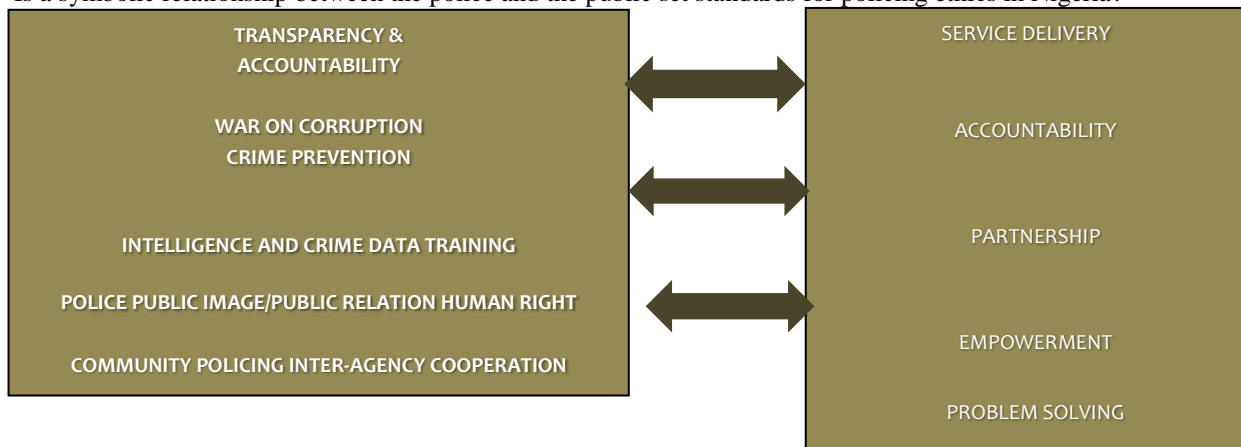 Is a symbolic relationship between the police and the public set standards for policing ethics in Nigeria?
TRANSPARENCY &
ACCOUNTABILITY
WAR ON CORRUPTION
CRIME PREVENTION
INTELLIGENCE AND CRIME DATA TRAINING
POLICE PUBLIC IMAGE/PUBLIC RELATION HUMAN RIGHT
COMMUNITY POLICING INTER-AGENCY COOPERATION
SERVICE DELIVERY
ACCOUNTABILITY
PARTNERSHIP
EMPOWERMENT
PROBLEM SOLVING